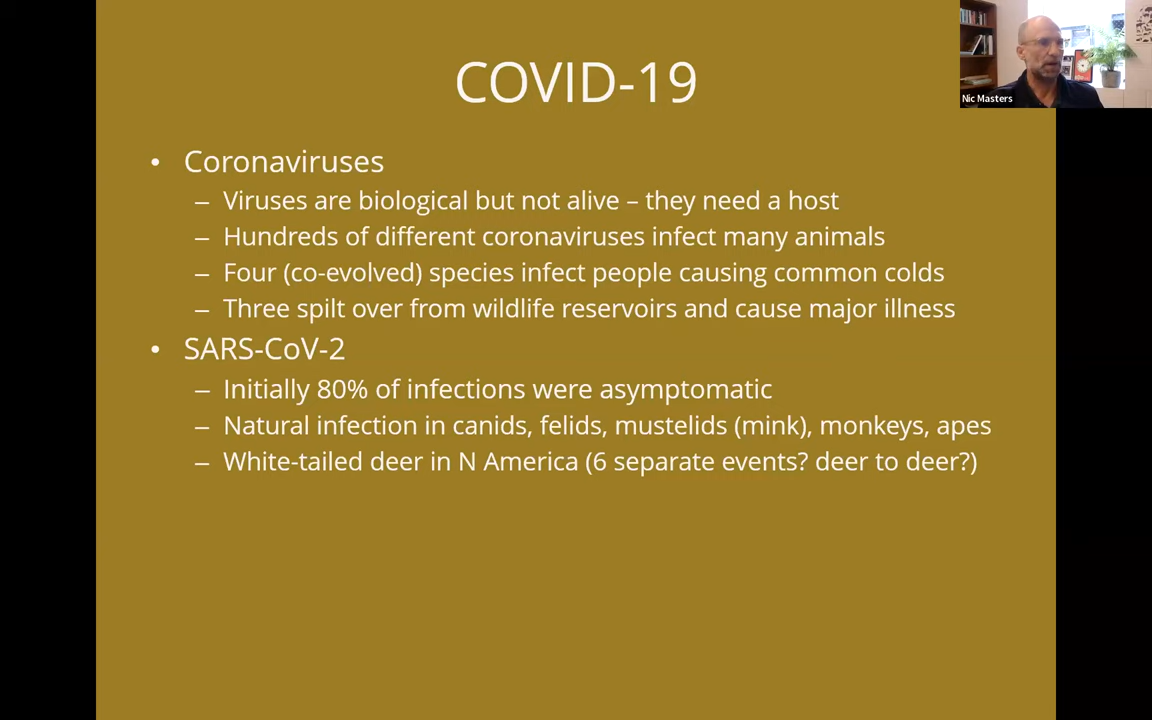 COVID-19
Nic Masters
• Coronaviruses
– Viruses are biological but not alive – they need a host
– Hundreds of different coronaviruses infect many animals
– Four (co-evolved) species infect people causing common colds
– Three spilt over from wildlife reservoirs and cause major illness
• SARS-CoV-2
– Initially 80% of infections were asymptomatic
– Natural infection in canids, felids, mustelids (mink), monkeys, apes
– White-tailed deer in N America (6 separate events? deer to deer?)